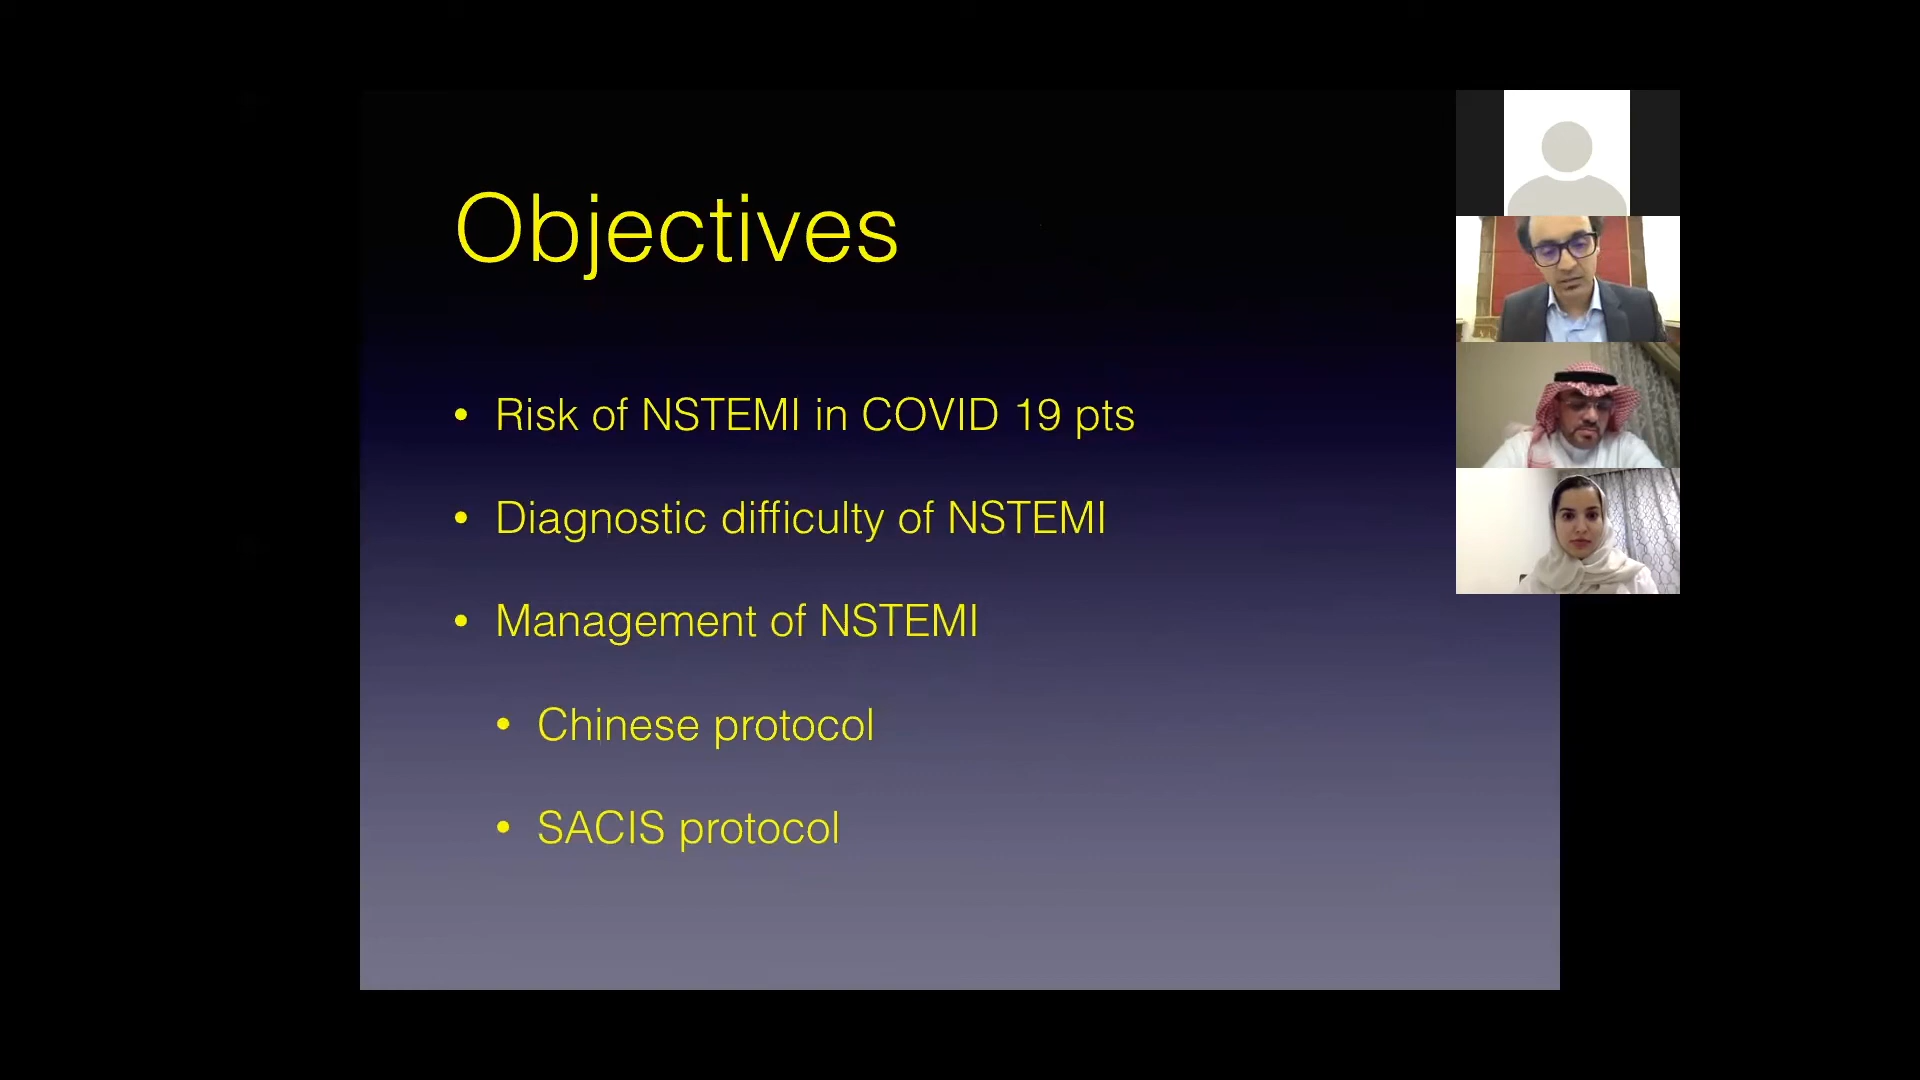 Objectives
• Risk of NSTEMI in COVID 19 pts
• Diagnostic difficulty of NSTEMI
• Management of NSTEMI
• Chinese protocol
• SACIS protocol